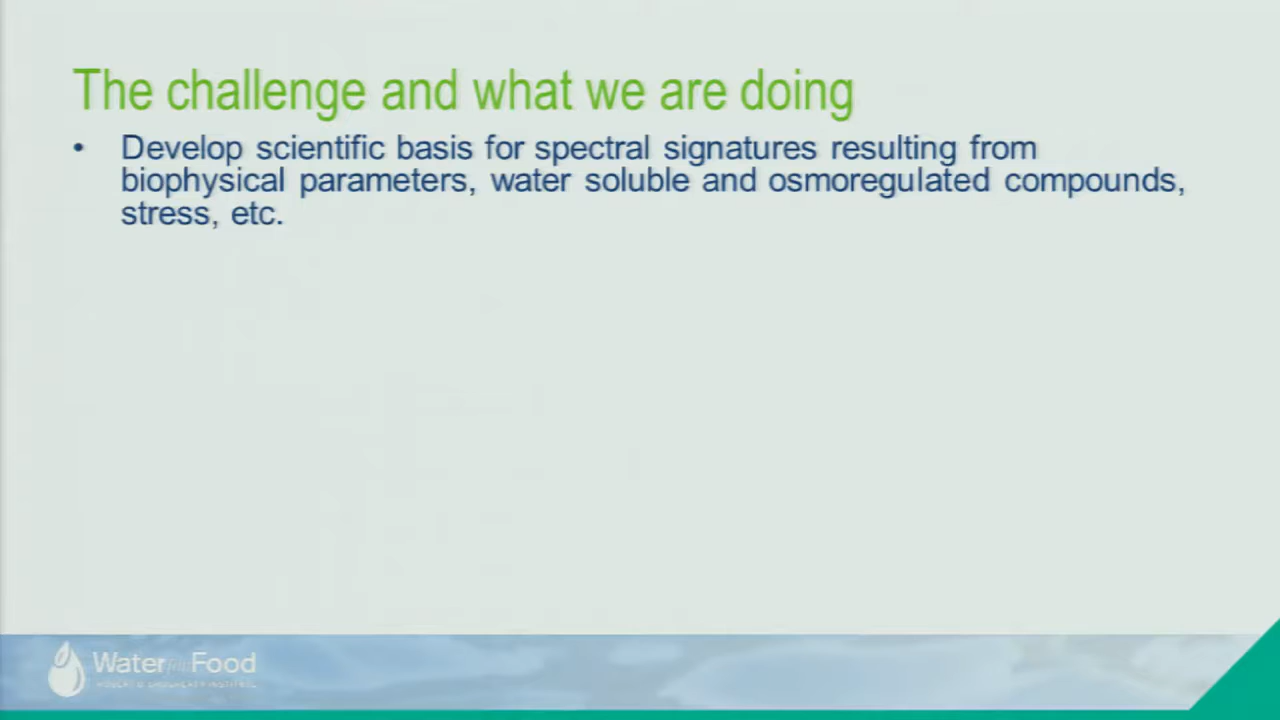 The challenge and what we are doing
• Develop scientific basis for spectral signatures resulting from
biophysical parameters, water soluble and osmoregulated compounds,
stress, etc.
Water for Food